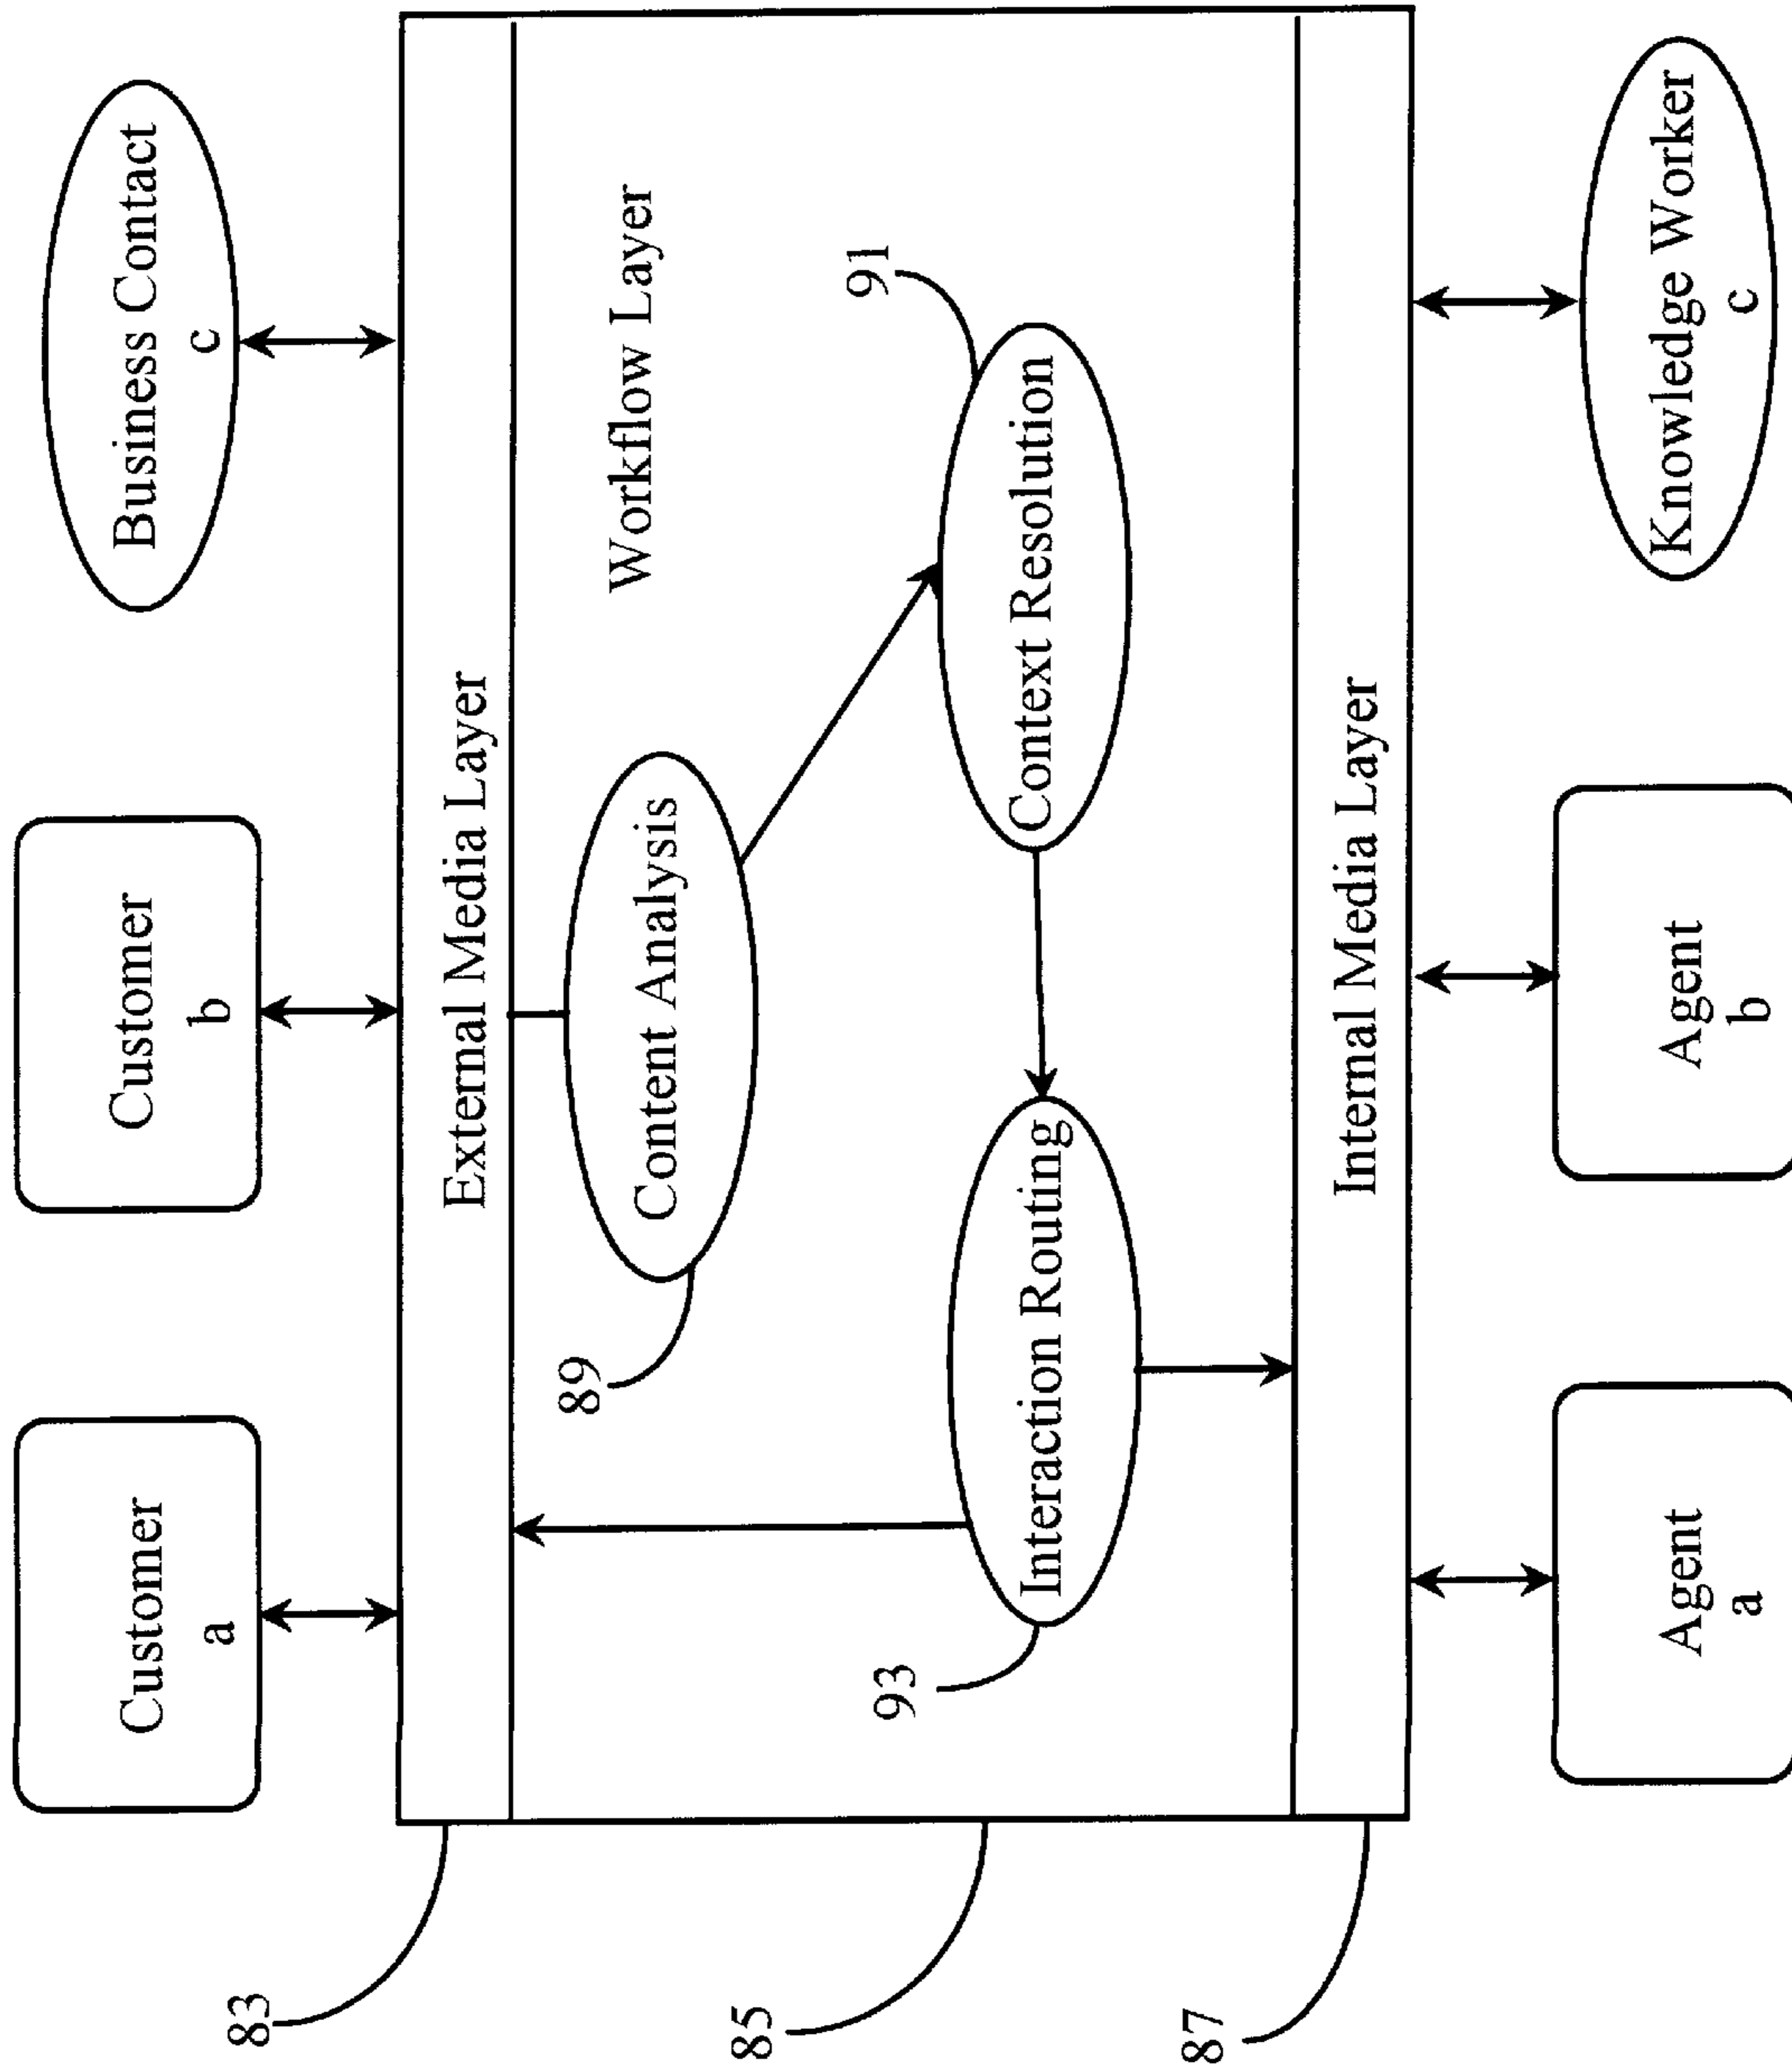 Customer
a
Customer
b
Business Contact
c
83
External Media Layer
Workflow Layer
89
Content Analysis
91
85
93
Interaction Routing
Context Resolution
87
Internal Media Layer
Agent
a
Agent
b
Knowledge Worker
c